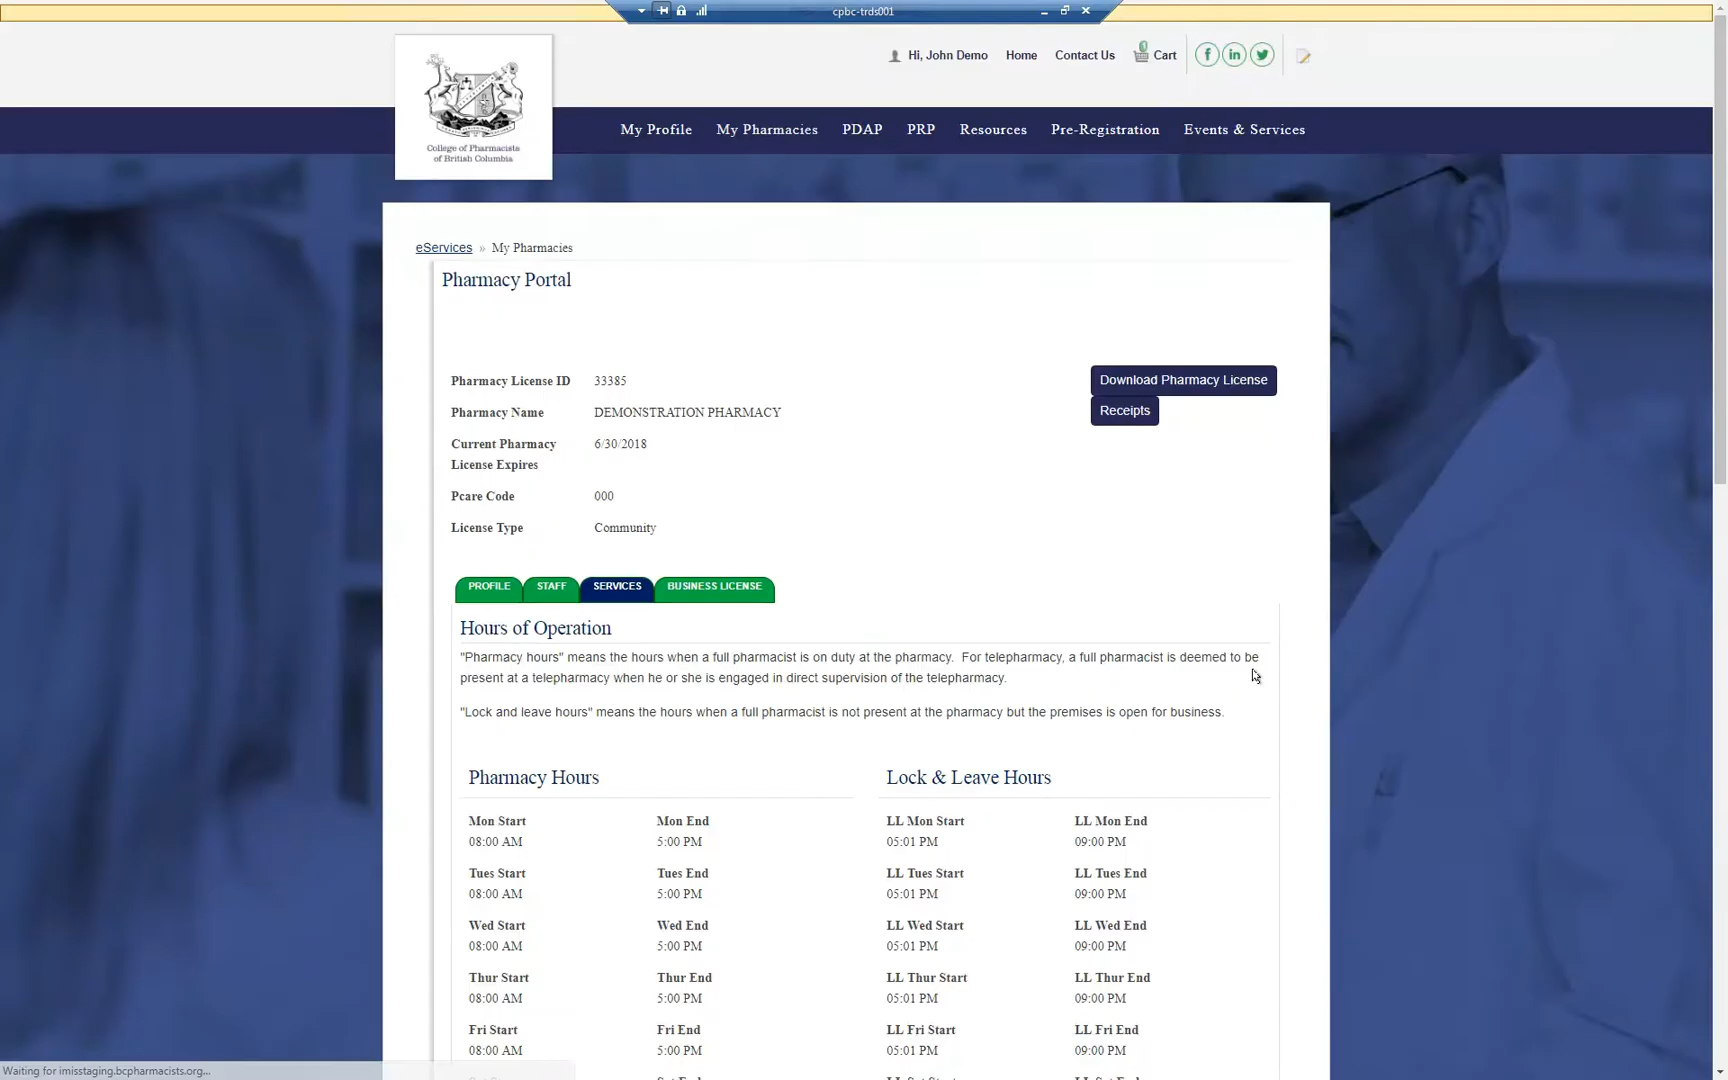 cpbc-trds001
Hi, John Demo Home Contact Us 0 Cart
College of Pharmacists
of British Columbia
My Profile My Pharmacies PDAP PRP Resources Pre-Registration Events & Services
eServices » My Pharmacies
Pharmacy Portal
Pharmacy License ID 33385
Download Pharmacy License
Receipts
Pharmacy Name DEMONSTRATION PHARMACY
Current Pharmacy 6/30/2018
License Expires
Pcare Code 000
License Type Community
PROFILE STAFF SERVICES BUSINESS LICENSE
Hours of Operation
"Pharmacy hours" means the hours when a full pharmacist is on duty at the pharmacy. For telepharmacy, a full pharmacist is deemed to be
present at a telepharmacy when he or she is engaged in direct supervision of the telepharmacy.
"Lock and leave hours" means the hours when a full pharmacist is not present at the pharmacy but the premises is open for business.
Pharmacy Hours Lock & Leave Hours
Mon Start Mon End LL Mon Start LL Mon End
08:00 AM 5:00 PM 05:01 PM 09:00 PM
Tues Start Tues End LL Tues Start LL Tues End
08:00 AM 5:00 PM 05:01 PM 09:00 PM
Wed Start Wed End LL Wed Start LL Wed End
08:00 AM 5:00 PM 05:01 PM 09:00 PM
Thur Start Thur End LL Thur Start LL Thur End
08:00 AM 5:00 PM 05:01 PM 09:00 PM
Fri Start Fri End LL Fri Start LL Fri End
08:00 AM 5:00 PM 05:01 PM 09:00 PM
Waiting for imisstaging.bcpharmacists.org...